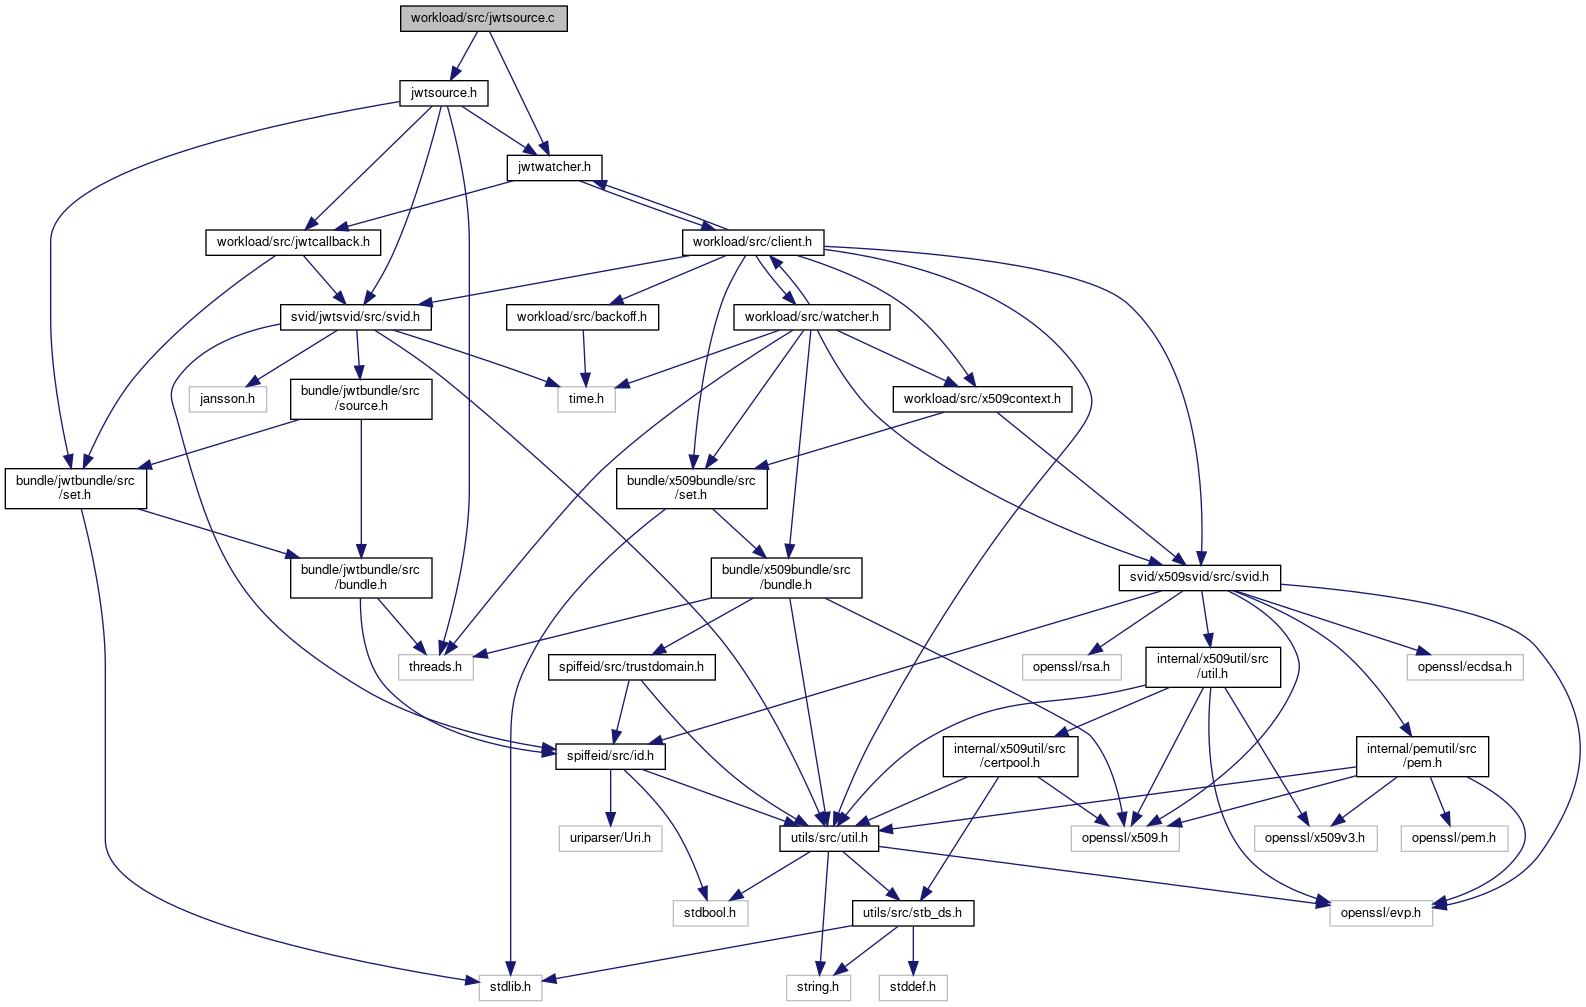 workload/src/jwtsource.c
jwtsource.h
jwtwatcher.h
workload/src/jwtcallback.h
workload/src/client.h
svid/jwtsvid/src/svid.h
workload/src/backoff.h
workload/src/watcher.h
jansson.h
bundle/jwtbundle/src
/source.h
time.h
workload/src/x509context.h
bundle/jwtbundle/src
/set.h
bundle/x509bundle/src
/set.h
bundle/jwtbundle/src
/bundle.h
bundle/x509bundle/src
/bundle.h
svid/x509svid/src/svid.h
threads.h
spiffeid/src/trustdomain.h
openssl/rsa.h
internal/x509util/src
/util.h
openssl/ecdsa.h
spiffeid/src/id.h
internal/x509util/src
/certpool.h
internal/pemutil/src
/pem.h
uriparser/Uri.h
utils/src/util.h
openssl/x509.h
openssl/x509v3.h
openssl/pem.h
stdbool.h
utils/src/stb_ds.h
openssl/evp.h
stdlib.h
string.h
stddef.h